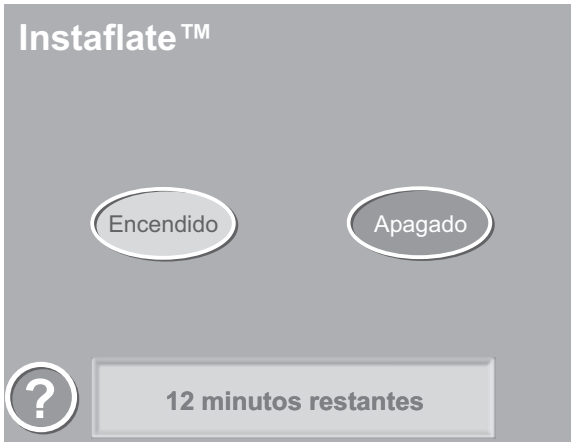 Instaflate™
Encendido
Apagado
?
12 minutos restantes